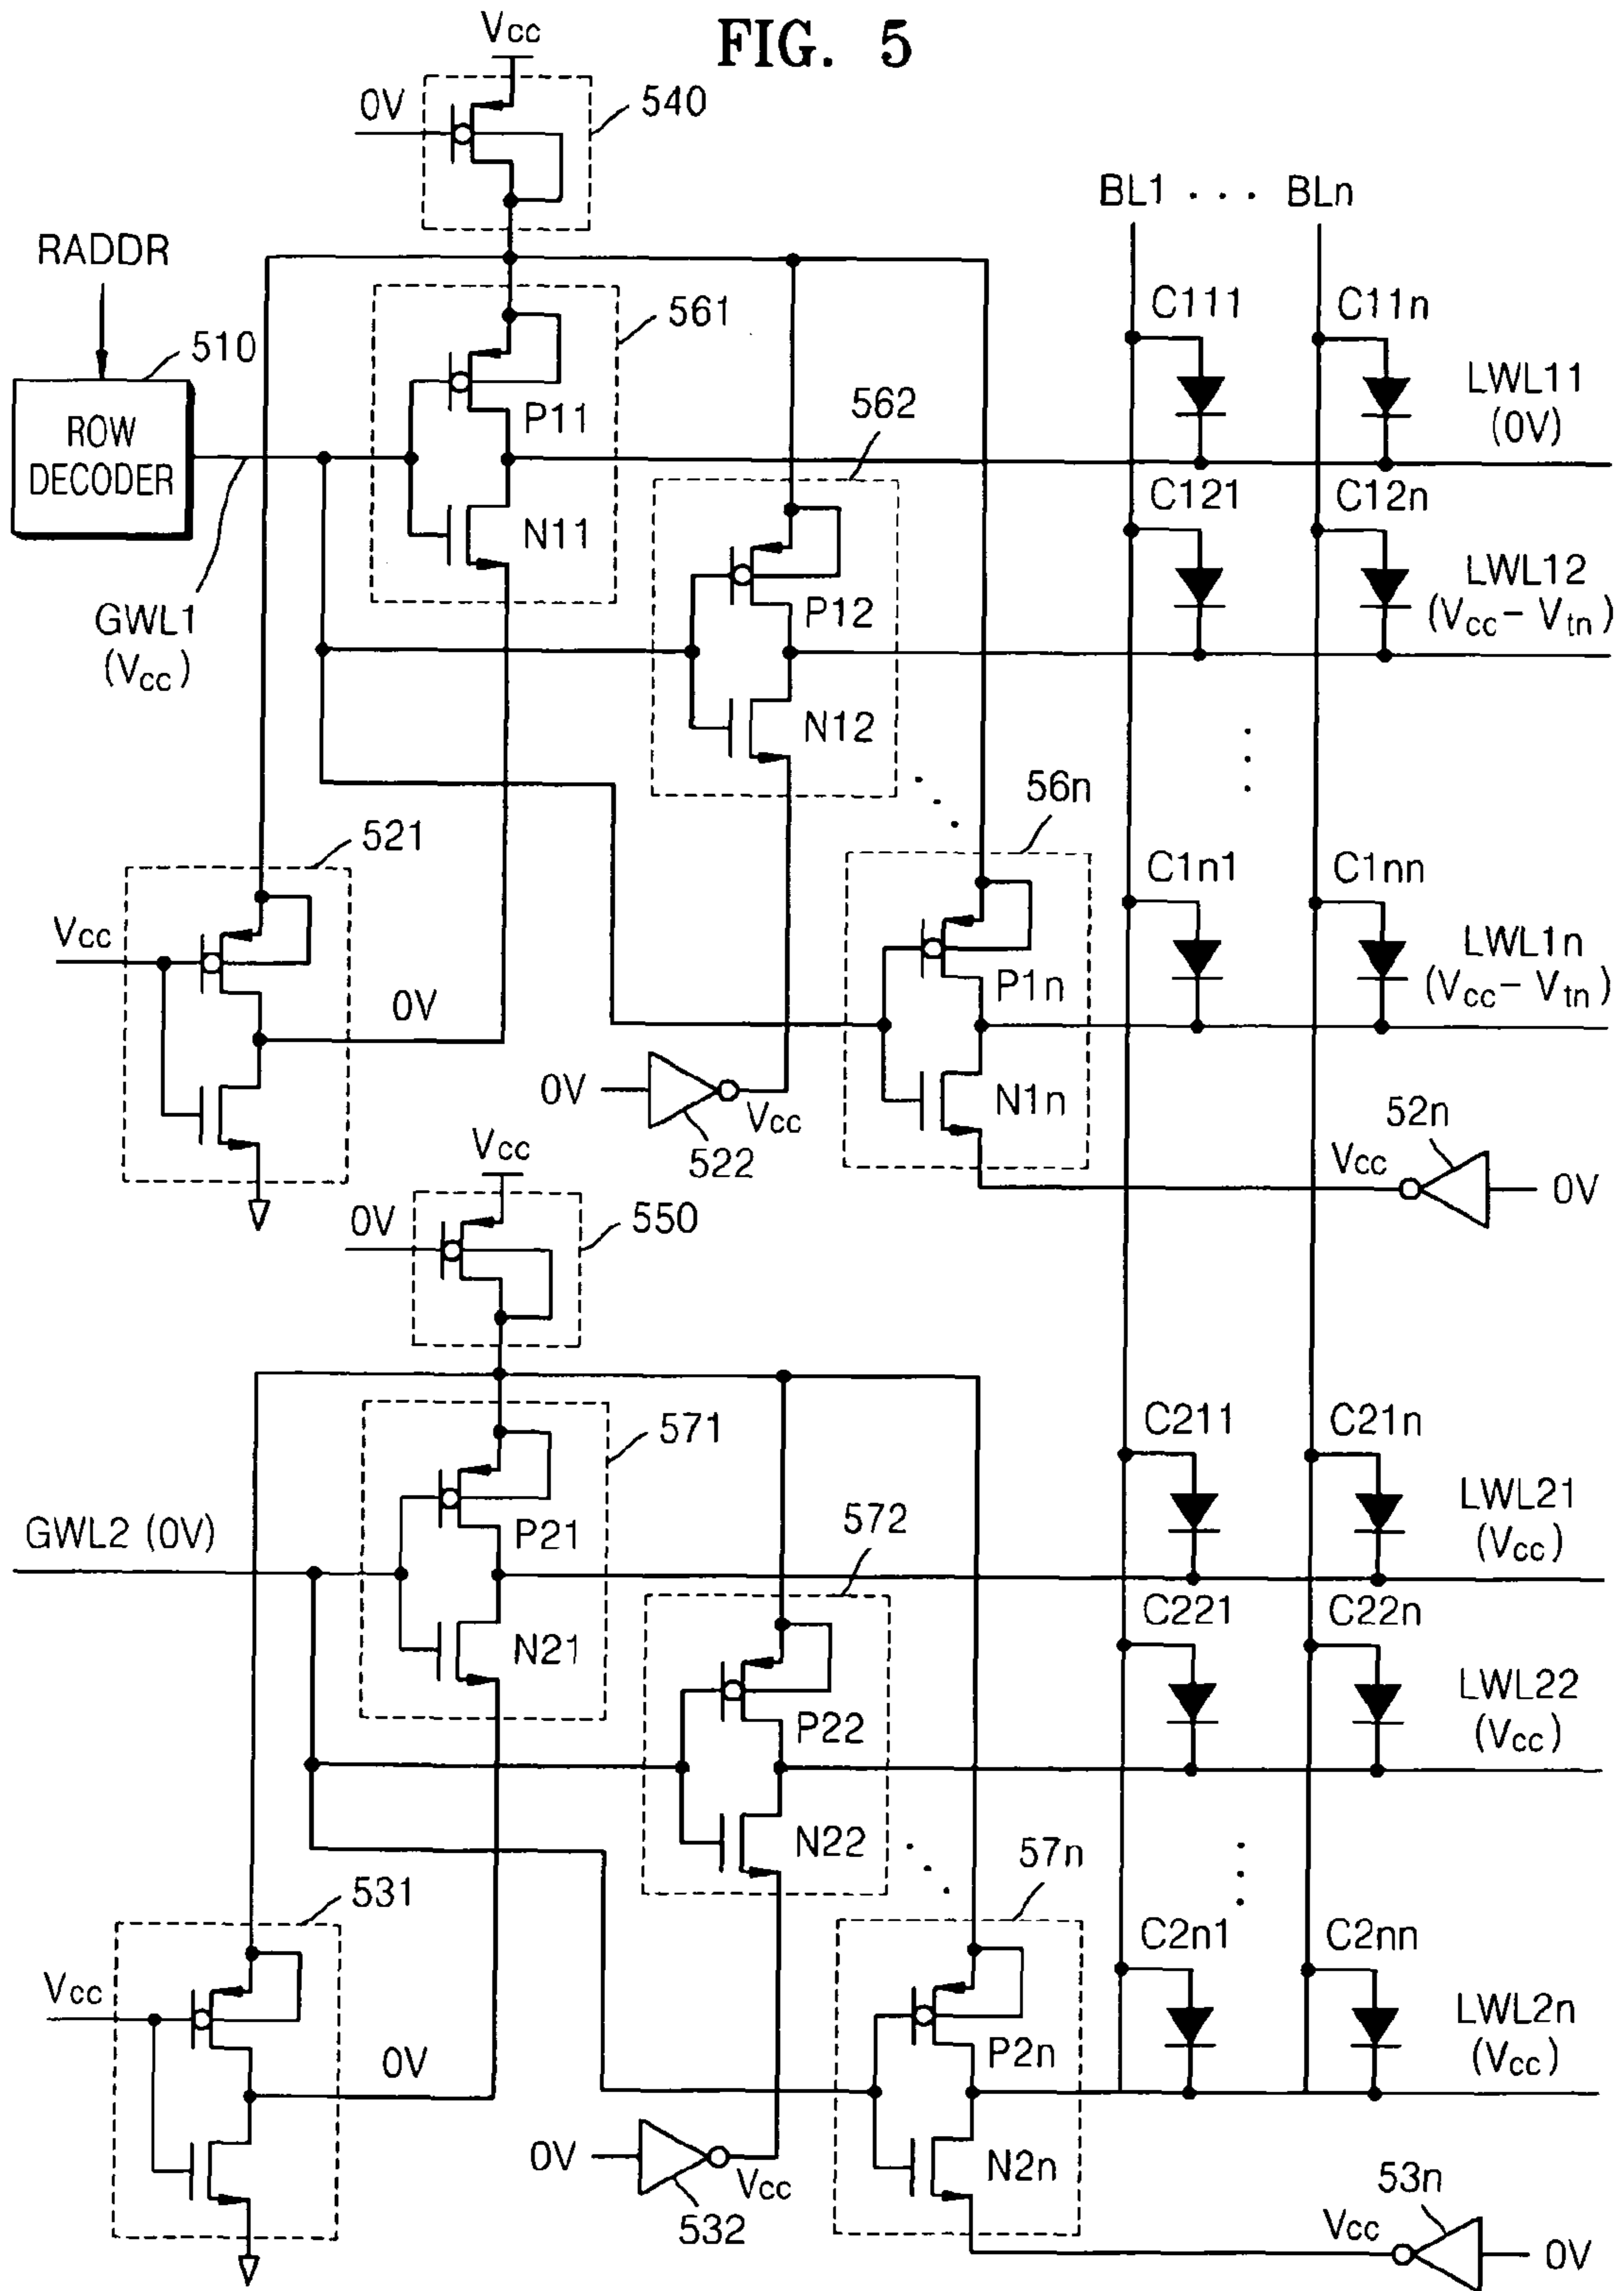 FIG. 5
Vcc
0V
540
BL1 · · · BLn
RADDR
C111
C11n
561
510
LWL11
(0V)
562
P11
ROW
DECODER
C121
C12n
N11
LWL12
(Vcc – Vtn)
GWL1
(Vcc)
P12
N12
56n
521
C1n1
C1nn
Vcc
LWL1n
(Vcc – Vtn)
P1n
0V
0V
Vcc
522
N1n
52n
Vcc
Vcc
0V
0V
550
C211
C21n
571
LWL21
(Vcc)
572
GWL2 (0V)
P21
C221
C22n
N21
LWL22
(Vcc)
P22
N22
57n
531
C2n1
C2nn
Vcc
LWL2n
(Vcc)
P2n
0V
0V
Vcc
532
N2n
53n
Vcc
0V